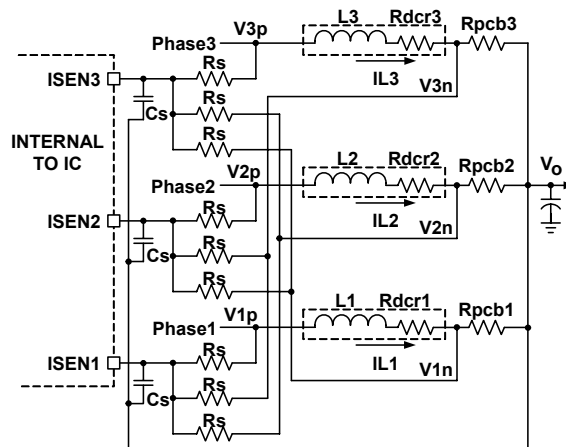 L3 Rdcr3 Rpcb3
V3p
Phase3
ISEN3
Rs
IL3
V3n
Cs
Rs
Rs
INTERNAL
TO IC
L2 Rdcr2 Rpcb2
V2p
Phase2
Vo
ISEN2
Rs
IL2
V2n
Cs
Rs
Rs
L1 Rdcr1 Rpcb1
V1p
Phase1
ISEN1
Rs
IL1
V1n
Cs
Rs
Rs